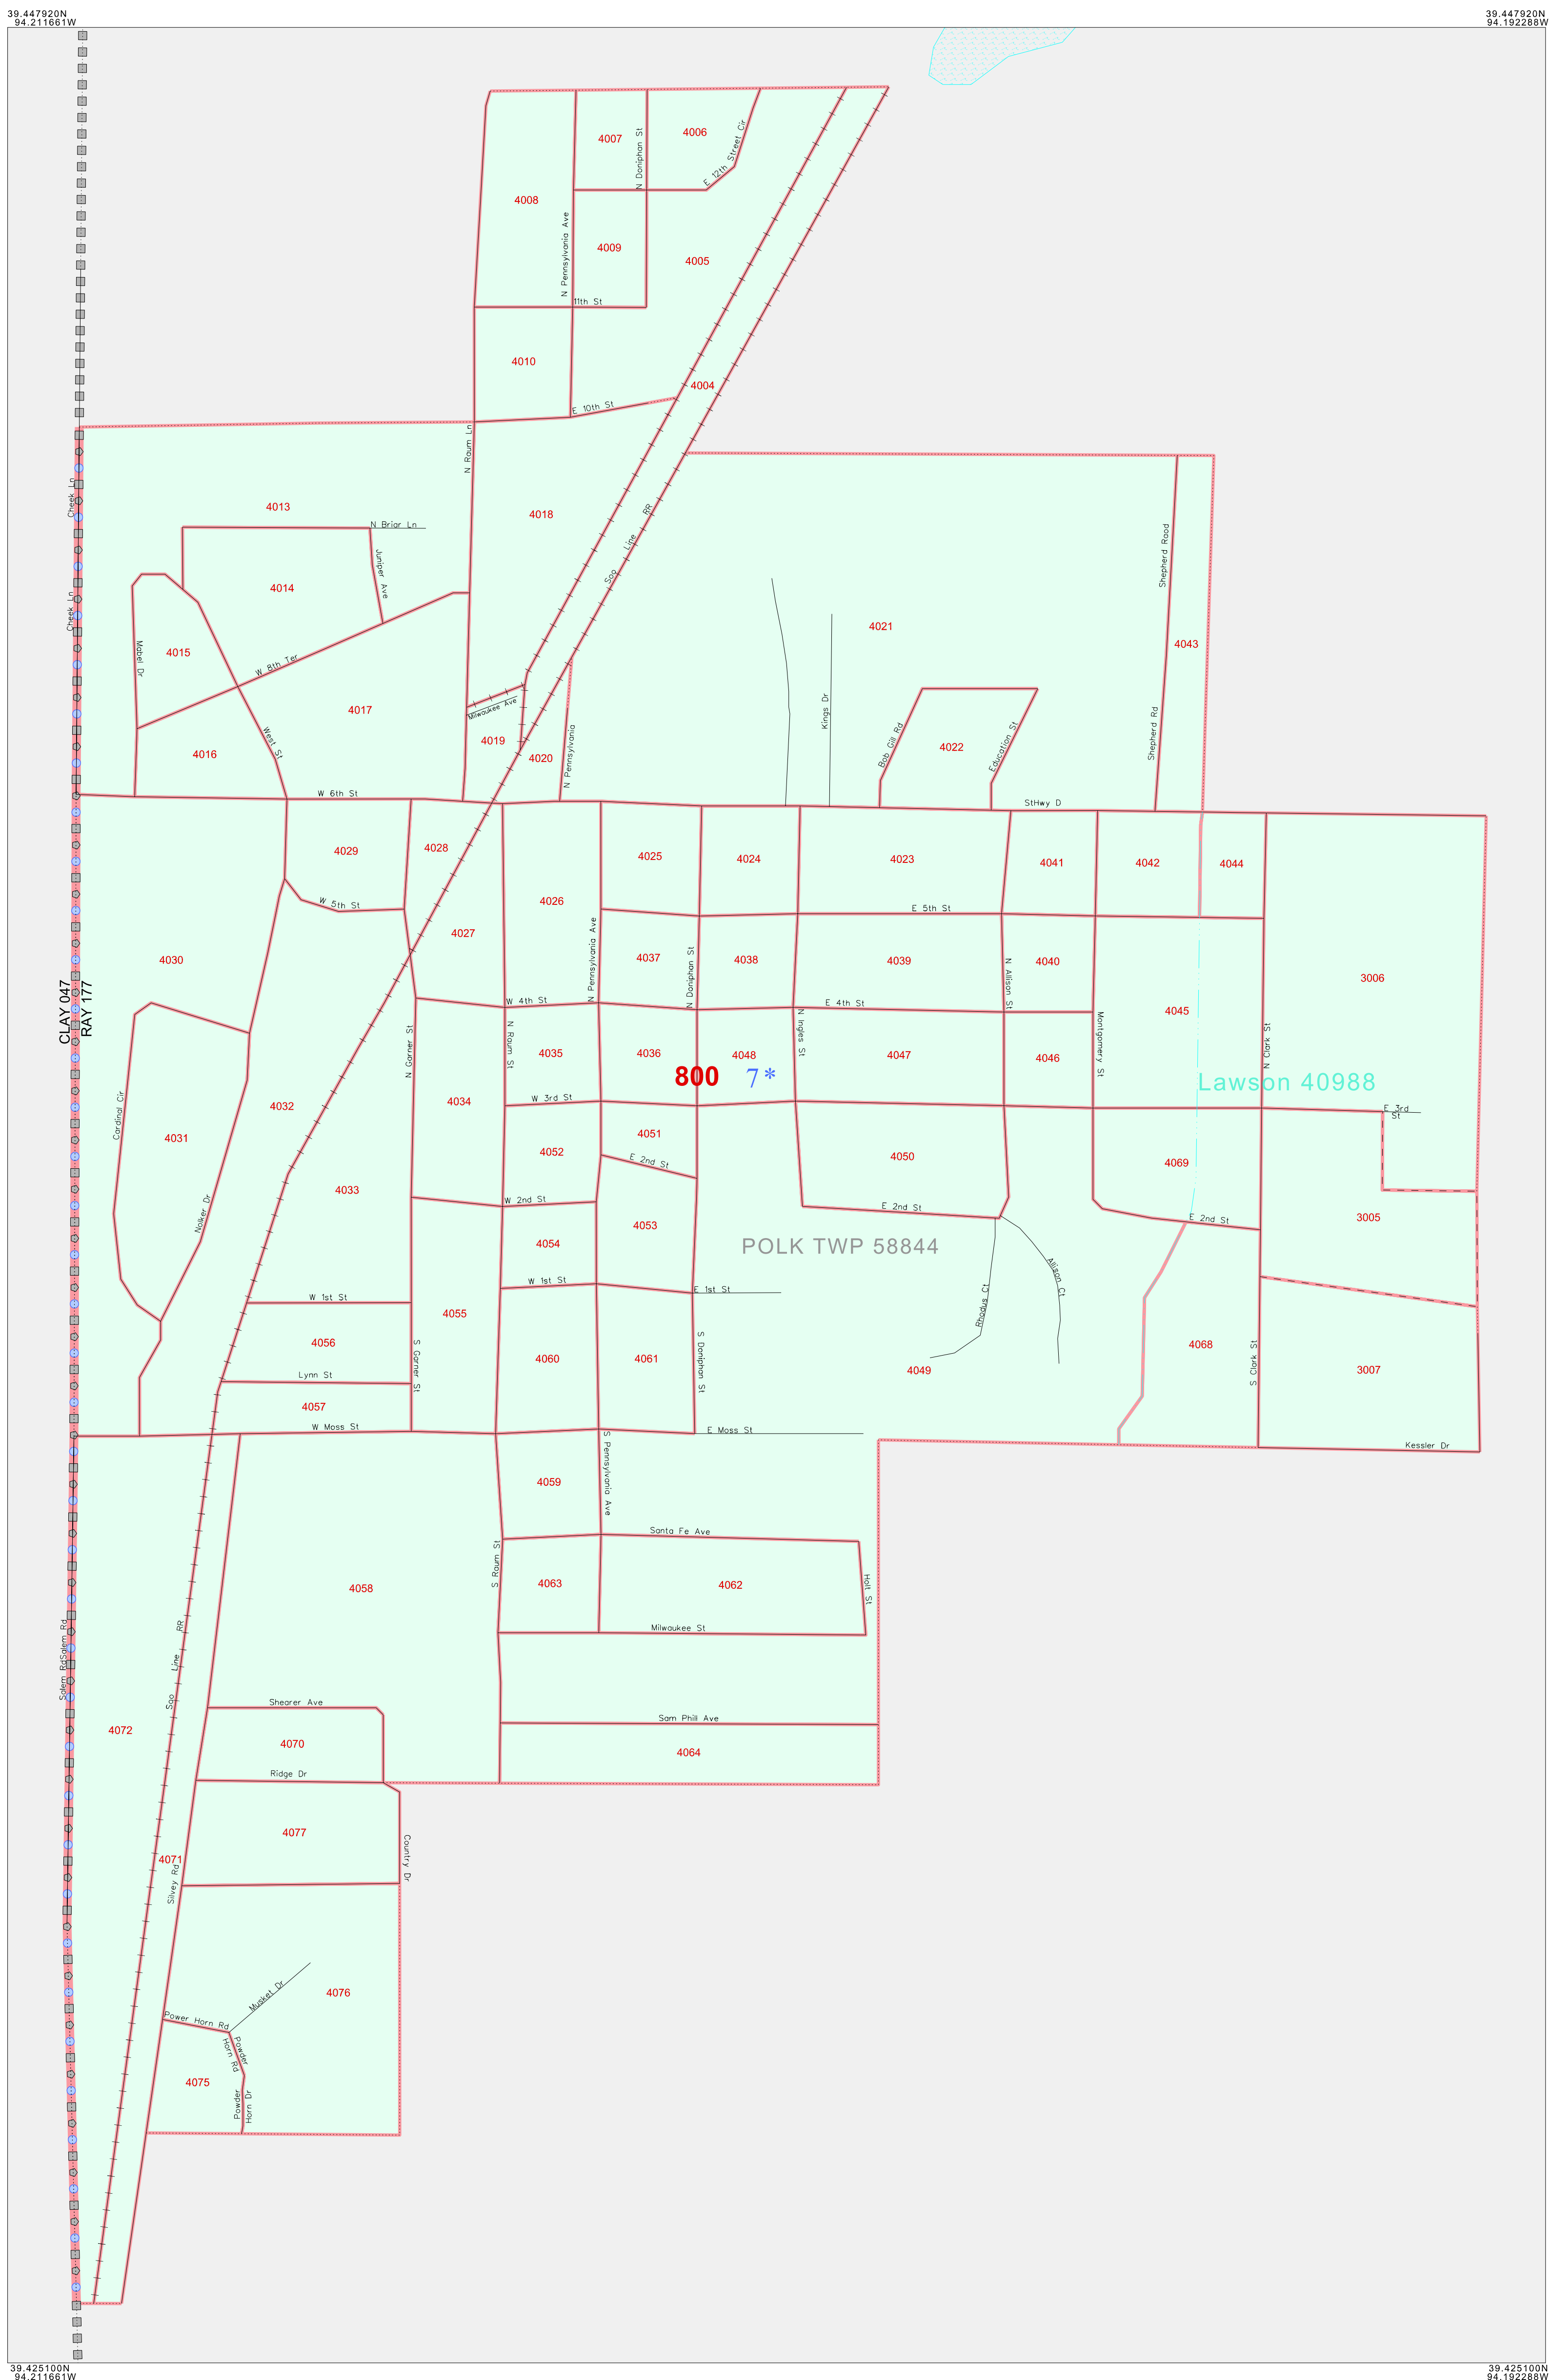 39.447920N
94.211661W
39.447920N
94.192288W
4007
4006
N Doniphan St
E 12th Street Cir
4008
N Pennsylvania Ave
4009
4005
11th St
4010
4004
E 10th St
N Raum Ln
Cheek Ln
4013
4018
N Briar Ln
Juniper Ave
Soo Line RR
Shepherd Raod
4014
Cheek Ln
Mabel Dr
4015
W 8th Ter
4021
4043
4017
Milwaukee Ave
Kings Dr
West St
4016
4019
4020
N Pennsylvania
Bob Gill Rd
4022
Education St
Shepherd Rd
W 6th St
StHwy D
4029
4028
4025
4024
4023
4041
4042
4044
W 5th St
4026
E 5th St
4027
4030
N Pennsylvania Ave
4037
N Doniphan St
4038
4039
N Allison St
4040
3006
CLAY 047
RAY 177
W 4th St
E 4th St
4045
N Garner St
N Raum St
4035
4036
4048
N Ingles St
4047
4046
Montgomery St
N Clark St
800
7*
Lawson 40988
4032
4034
W 3rd St
E 3rd
St
Cardinal Cir
4031
4051
4052
E 2nd St
4050
4069
4033
Nolker Dr
W 2nd St
E 2nd St
E 2nd St
3005
4053
4054
POLK TWP 58844
Allison Ct
W 1st St
W 1st St
E 1st St
Rhodus Ct
4055
4056
S Garner St
4060
4061
S Doniphan St
4049
4068
S Clark St
3007
Lynn St
4057
W Moss St
E Moss St
Kessler Dr
S Pennsylvania Ave
4059
Santa Fe Ave
S Raum St
4058
4063
4062
Holt St
Milwaukee St
Salem Rd
Salem Rd
Soo Line RR
Shearer Ave
Sam Phill Ave
4072
4070
4064
Ridge Dr
4077
Country Dr
4071
Silvey Rd
Musket Dr
4076
Power Horn Rd
Powder
Horn Rd
4075
Powder
Horn Dr
39.425100N
94.211661W
39.425100N
94.192288W